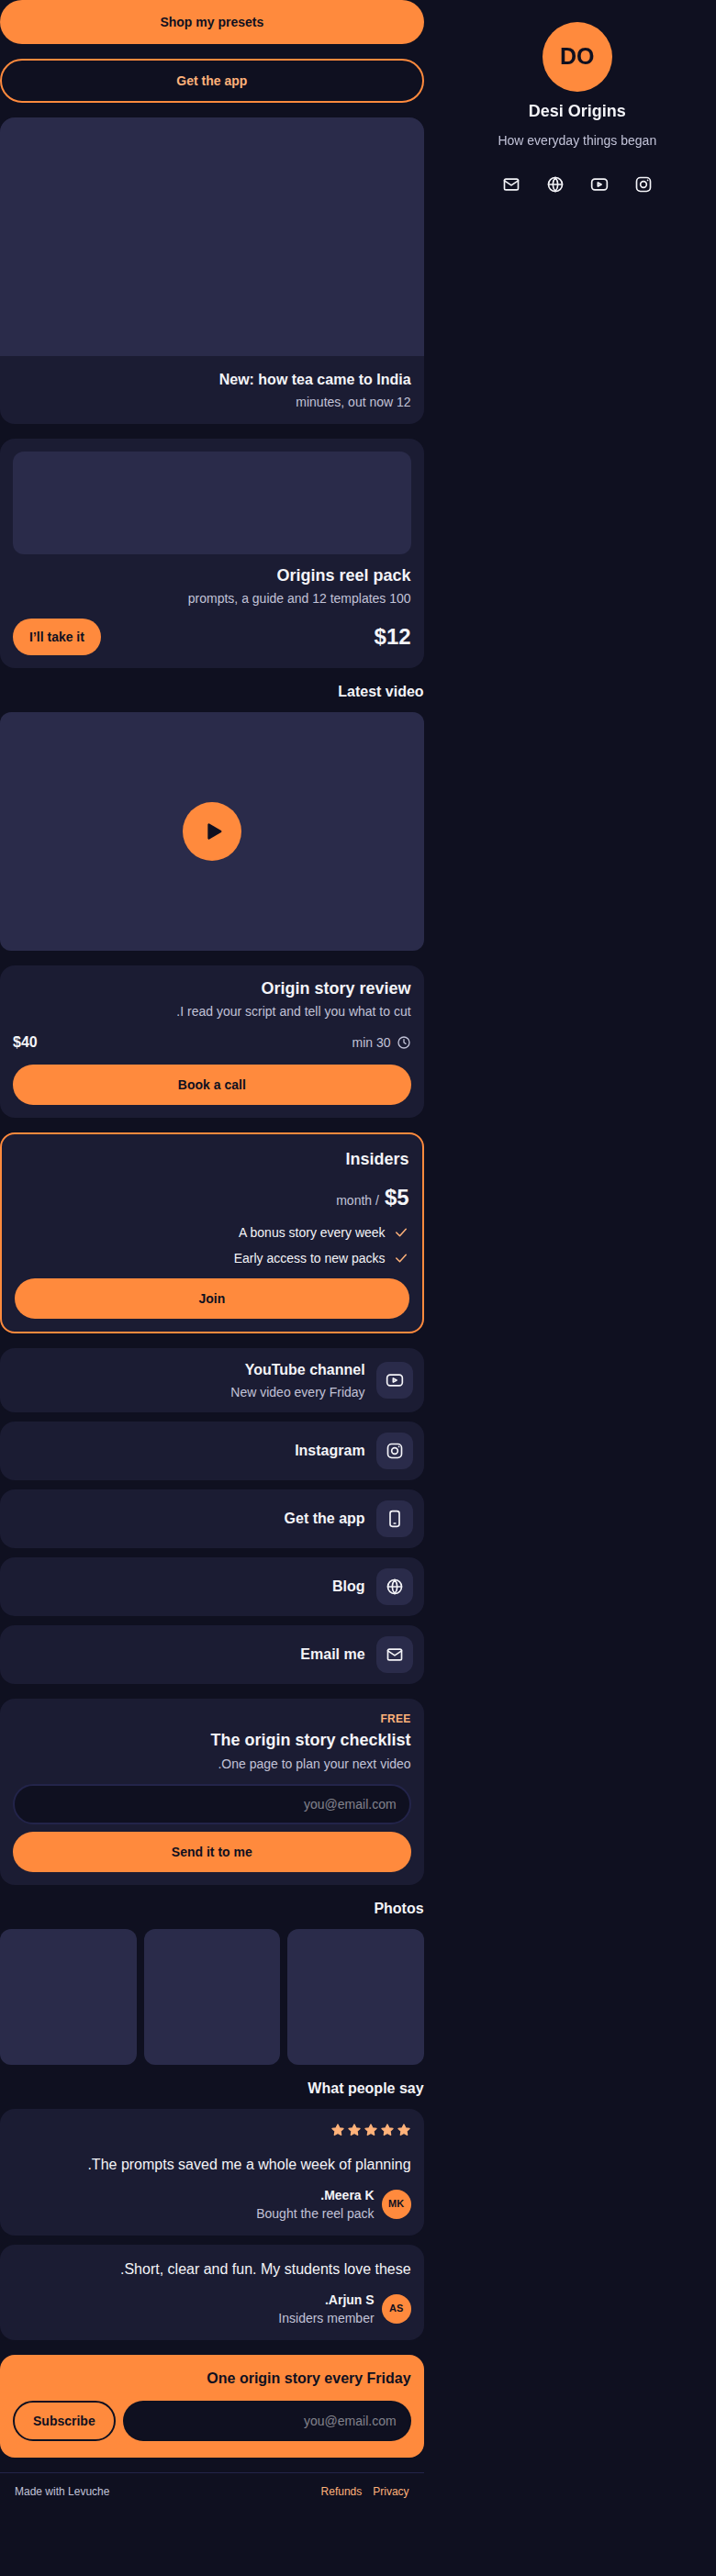 DO
Desi Origins
How everyday things began
Shop my presets
Get the app
New: how tea came to India
minutes, out now 12
Origins reel pack
prompts, a guide and 12 templates 100
$12
I’ll take it
Latest video
Origin story review
.I read your script and tell you what to cut
min 30
$40
Book a call
Insiders
month / $5
A bonus story every week
Early access to new packs
Join
YouTube channel
New video every Friday
Instagram
Get the app
Blog
Email me
FREE
The origin story checklist
.One page to plan your next video
you@email.com
Send it to me
Photos
What people say
.The prompts saved me a whole week of planning
MK
.Meera K
Bought the reel pack
.Short, clear and fun. My students love these
AS
.Arjun S
Insiders member
One origin story every Friday
you@email.com
Subscribe
Made with Levuche
Refunds Privacy